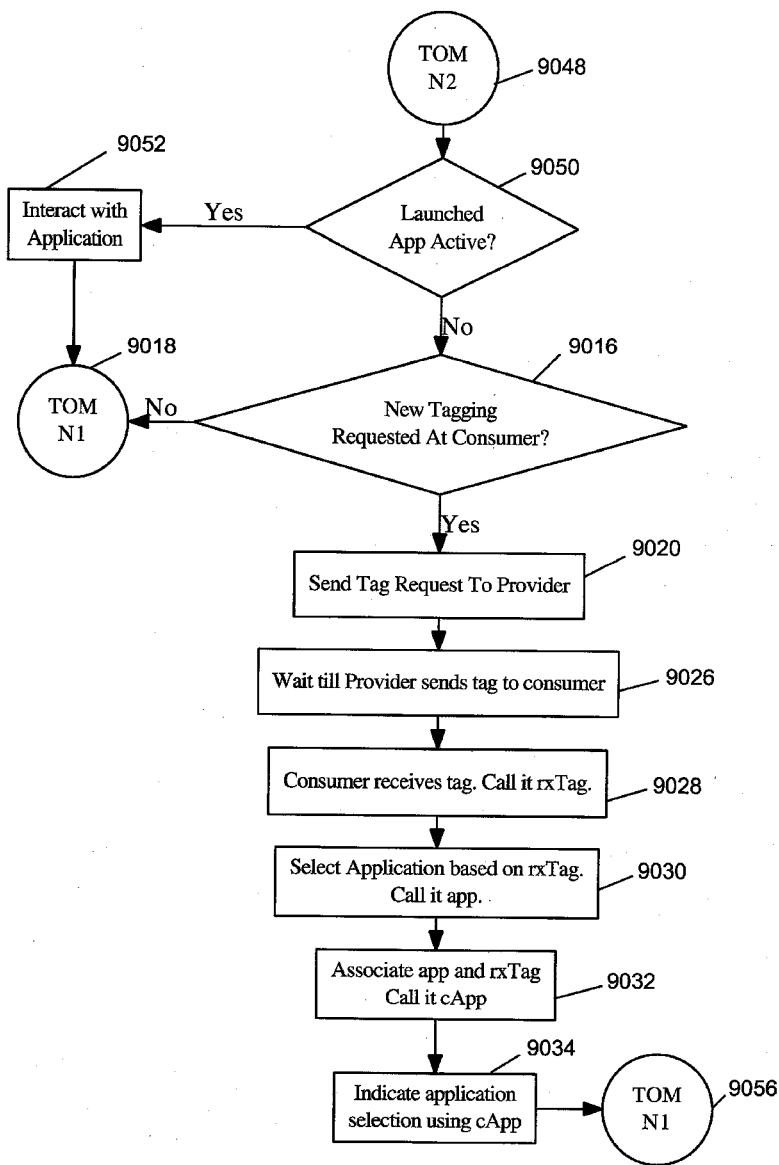 TOM
N2
9048
9052
9050
Interact with
Application
Yes
Launched
App Active?
No
9018
9016
TOM
N1
No
New Tagging
Requested At Consumer?
Yes
9020
Send Tag Request To Provider
Wait till Provider sends tag to consumer
9026
Consumer receives tag. Call it rxTag.
9028
Select Application based on rxTag.
Call it app.
9030
Associate app and rxTag
Call it cApp
9032
9034
Indicate application
selection using cApp
TOM
N1
9056